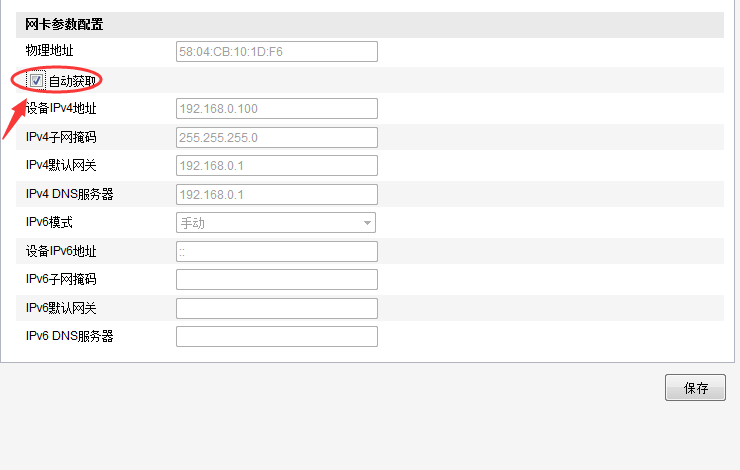 网卡参数配置
物理地址 58:04:CB:10:1D:F6
自动获取
设备IPv4地址 192.168.0.100
IPv4子网掩码 255.255.255.0
IPv4默认网关 192.168.0.1
IPv4 DNS服务器 192.168.0.1
IPv6模式 手动
设备IPv6地址 ::
IPv6子网掩码
IPv6默认网关
IPv6 DNS服务器
保存